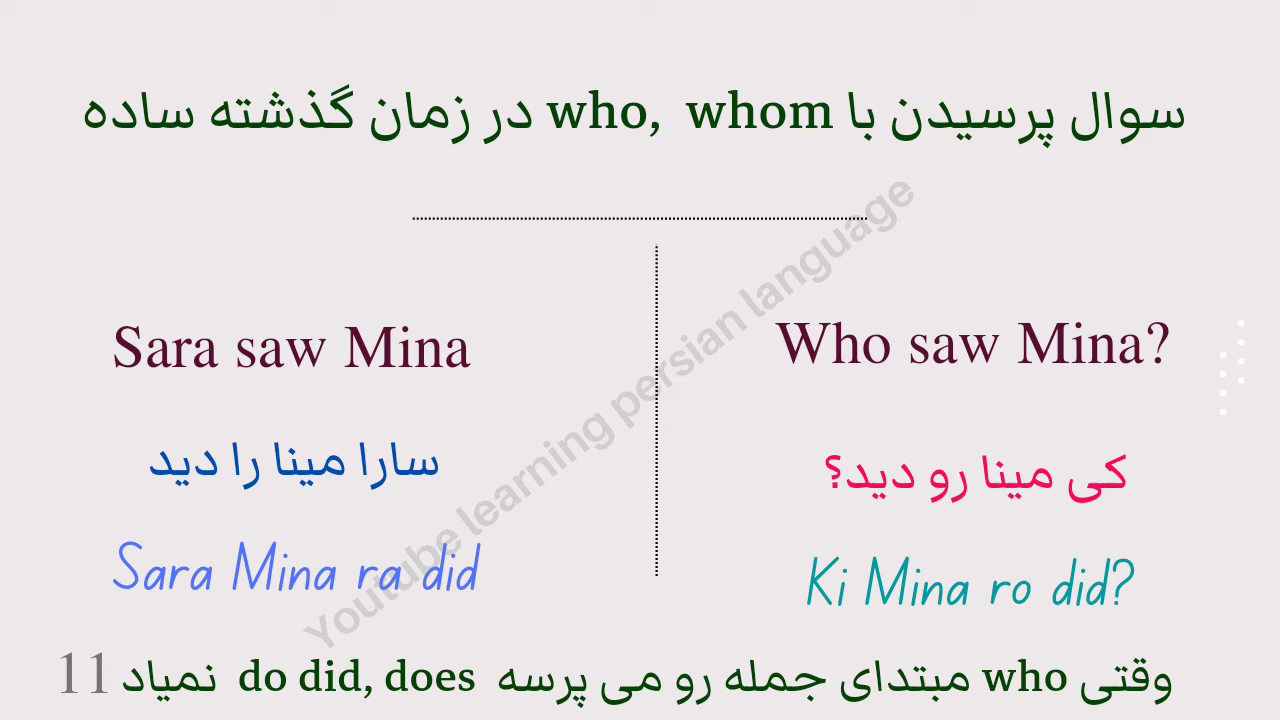 سوال پرسیدن با who, whom در زمان گذشته ساده
Sara saw Mina
سارا مینا را دید
Sara Mina ra did
Who saw Mina?
کی مینا رو دید؟
Ki Mina ro did?
وقتی who مبتدای جمله رو می پرسه do did, does نمیاد
11
Youtube learning persian language